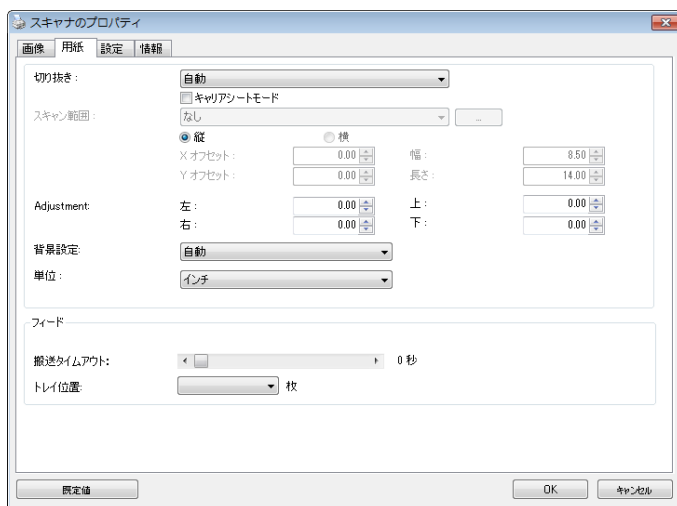 スキャナのプロパティ
画像 用紙 設定 情報
切り抜き: 自動
キャリアシートモード
スキャン範囲: なし ...
縦 横
X オフセット: 0.00 幅: 8.50
Y オフセット: 0.00 長さ: 14.00
Adjustment: 左: 0.00 上: 0.00
右: 0.00 下: 0.00
背景設定: 自動
単位: インチ
フィード
搬送タイムアウト: 0 秒
トレイ位置: 枚
既定値 OK キャンセル